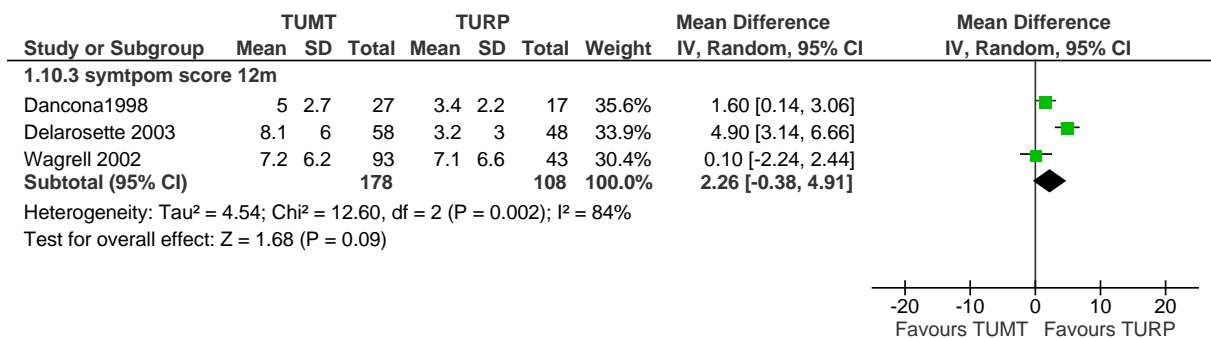 TUMT TURP Mean Difference Mean Difference
Study or Subgroup Mean SD Total Mean SD Total Weight IV, Random, 95% CI IV, Random, 95% CI
1.10.3 symtpom score 12m
Dancona1998 5 2.7 27 3.4 2.2 17 35.6% 1.60 [0.14, 3.06]
Delarosette 2003 8.1 6 58 3.2 3 48 33.9% 4.90 [3.14, 6.66]
Wagrell 2002 7.2 6.2 93 7.1 6.6 43 30.4% 0.10 [-2.24, 2.44]
Subtotal (95% CI) 178 108 100.0% 2.26 [-0.38, 4.91]
Heterogeneity: Tau² = 4.54; Chi² = 12.60, df = 2 (P = 0.002); I² = 84%
Test for overall effect: Z = 1.68 (P = 0.09)
-20 -10 0 10 20
Favours TUMT Favours TURP